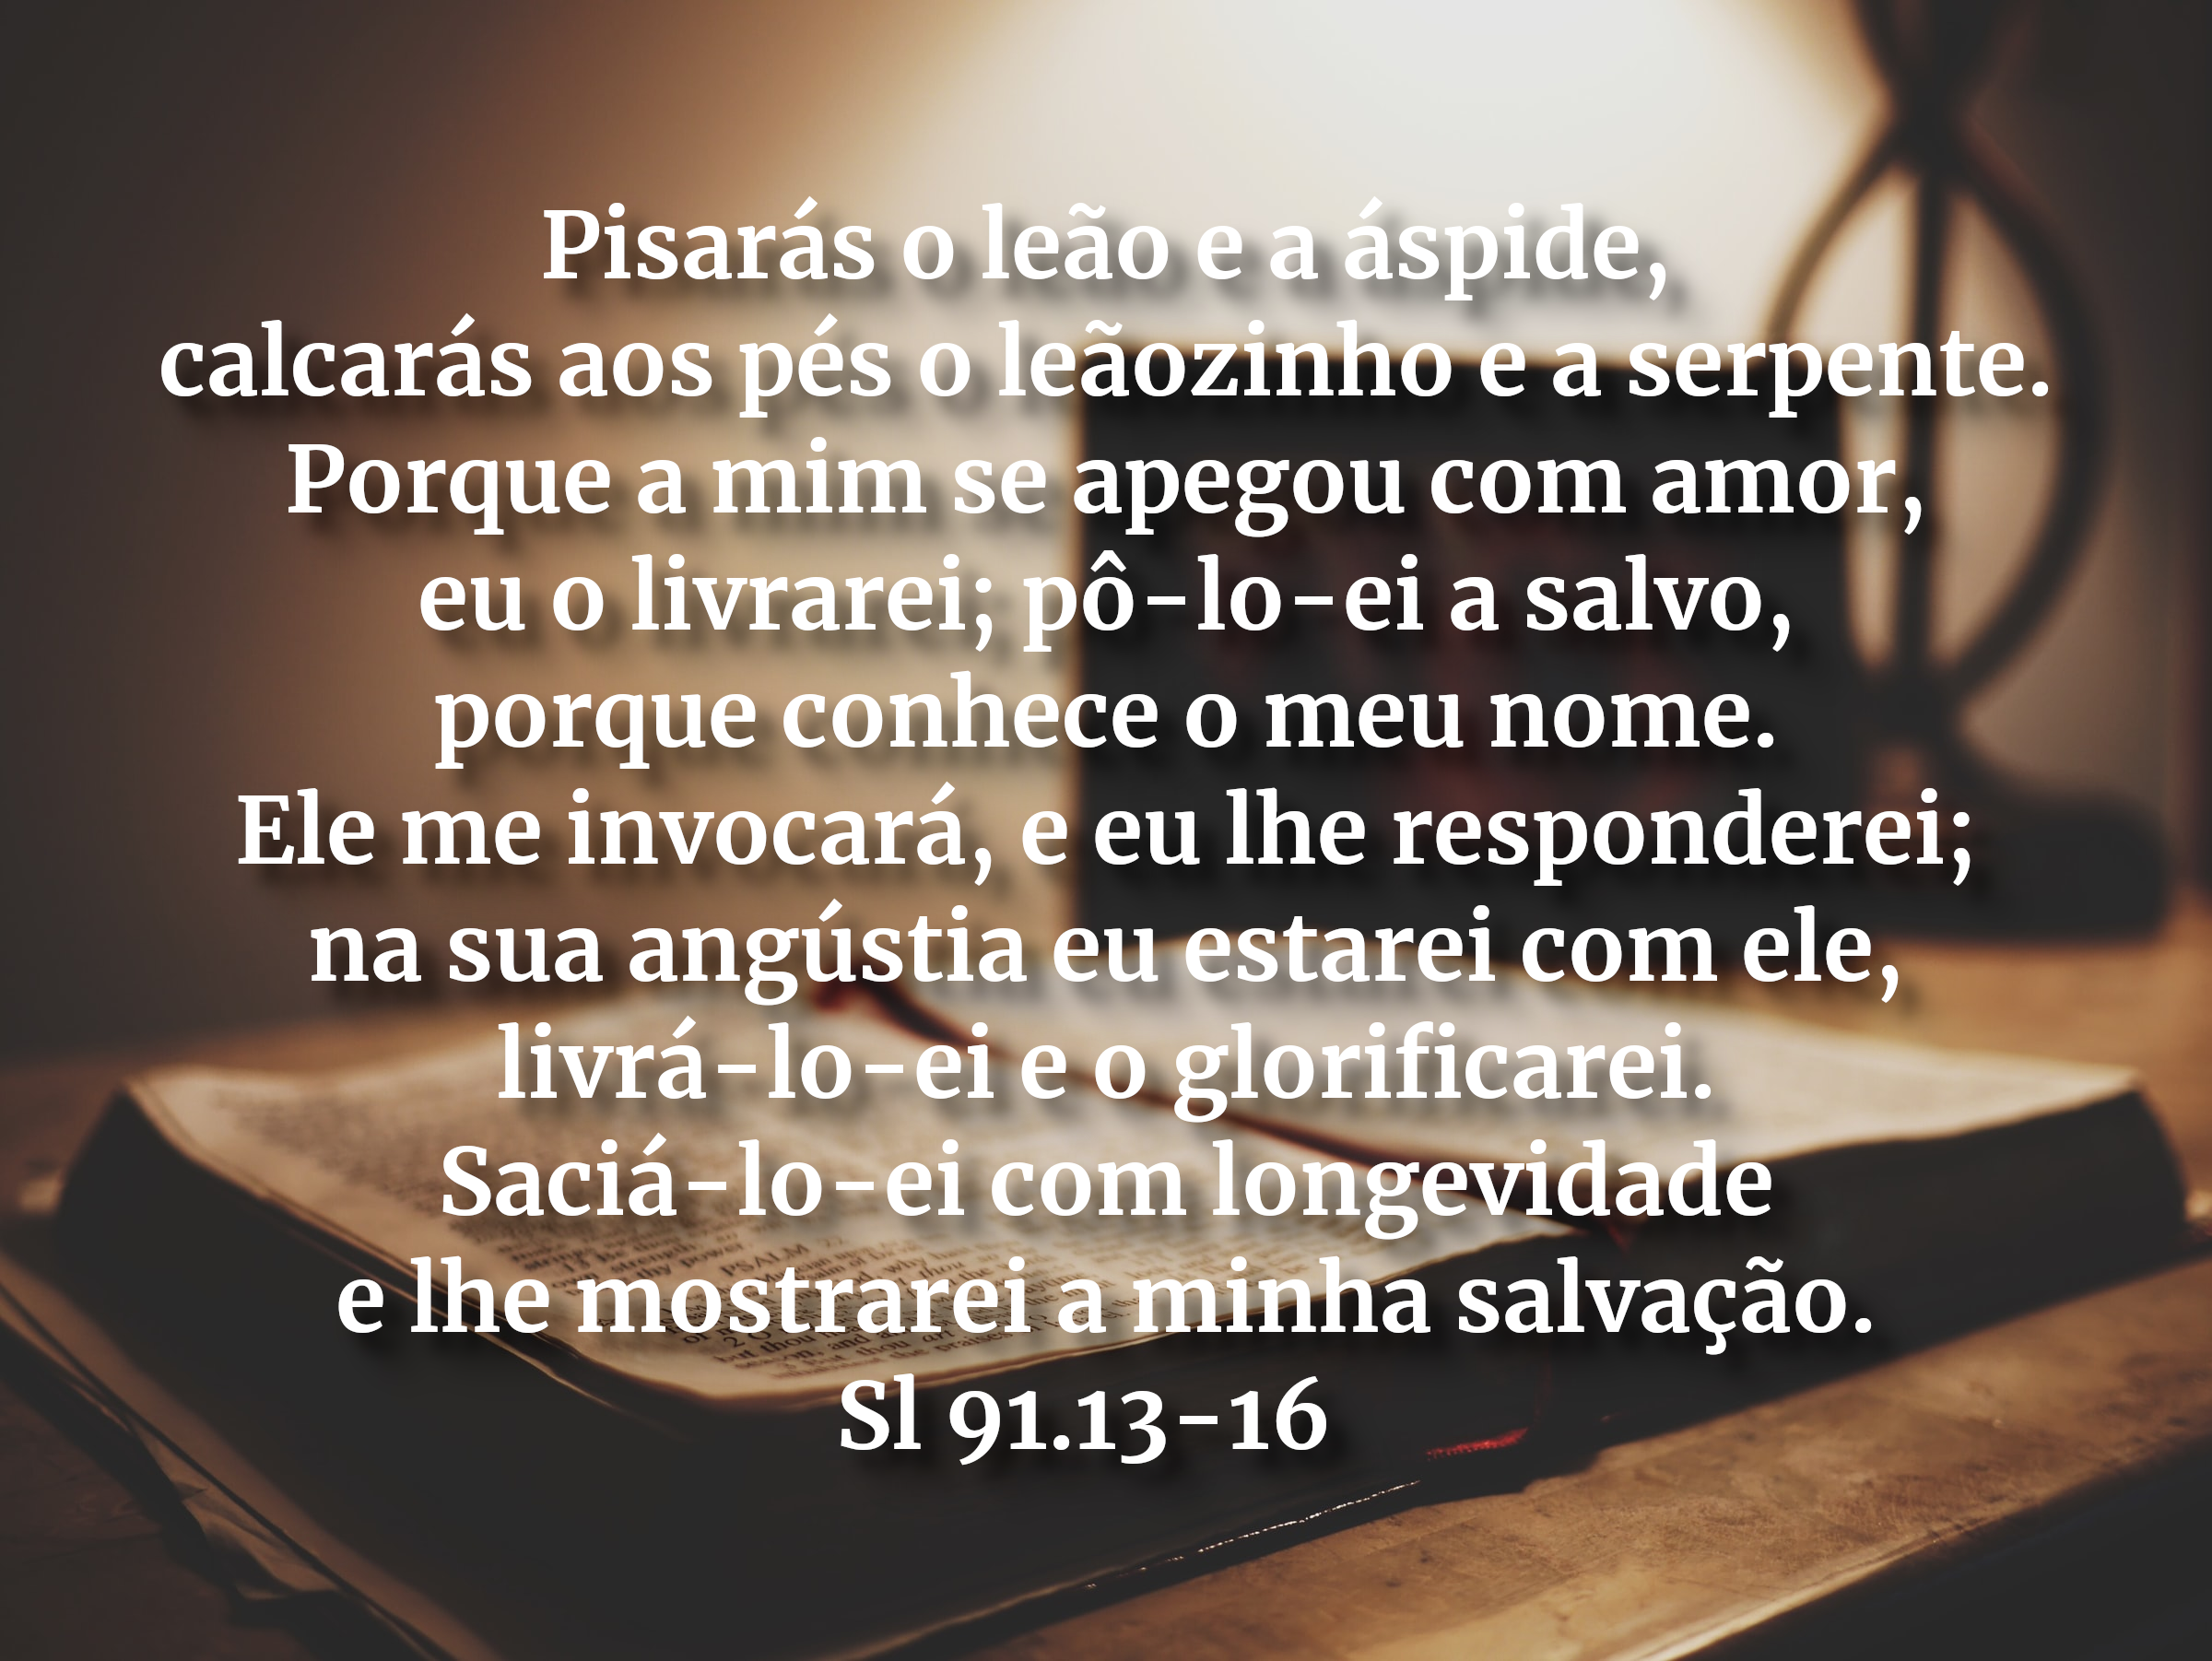 Pisarás o leão e a áspide,
calcarás aos pés o leãozinho e a serpente.
Porque a mim se apegou com amor,
eu o livrarei; pô-lo-ei a salvo,
porque conhece o meu nome.
Ele me invocará, e eu lhe responderei;
na sua angústia eu estarei com ele,
livrá-lo-ei e o glorificarei.
Saciá-lo-ei com longevidade
e lhe mostrarei a minha salvação.
Sl 91.13-16
PSALM 22